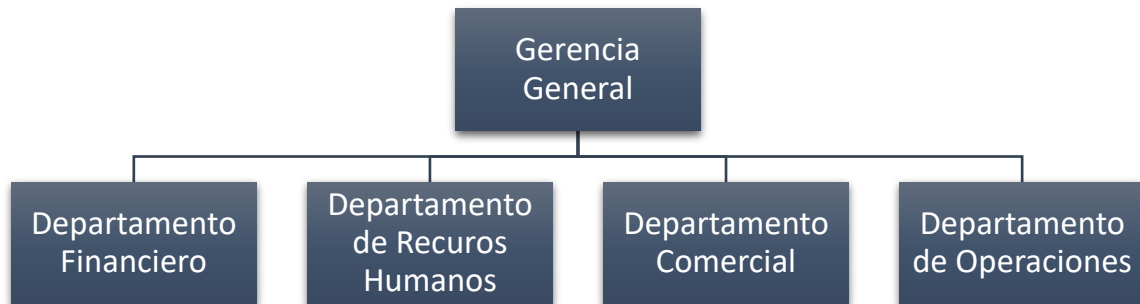 Gerencia
General
Departamento
Financiero
Departamento
de Recuros
Humanos
Departamento
Comercial
Departamento
de Operaciones